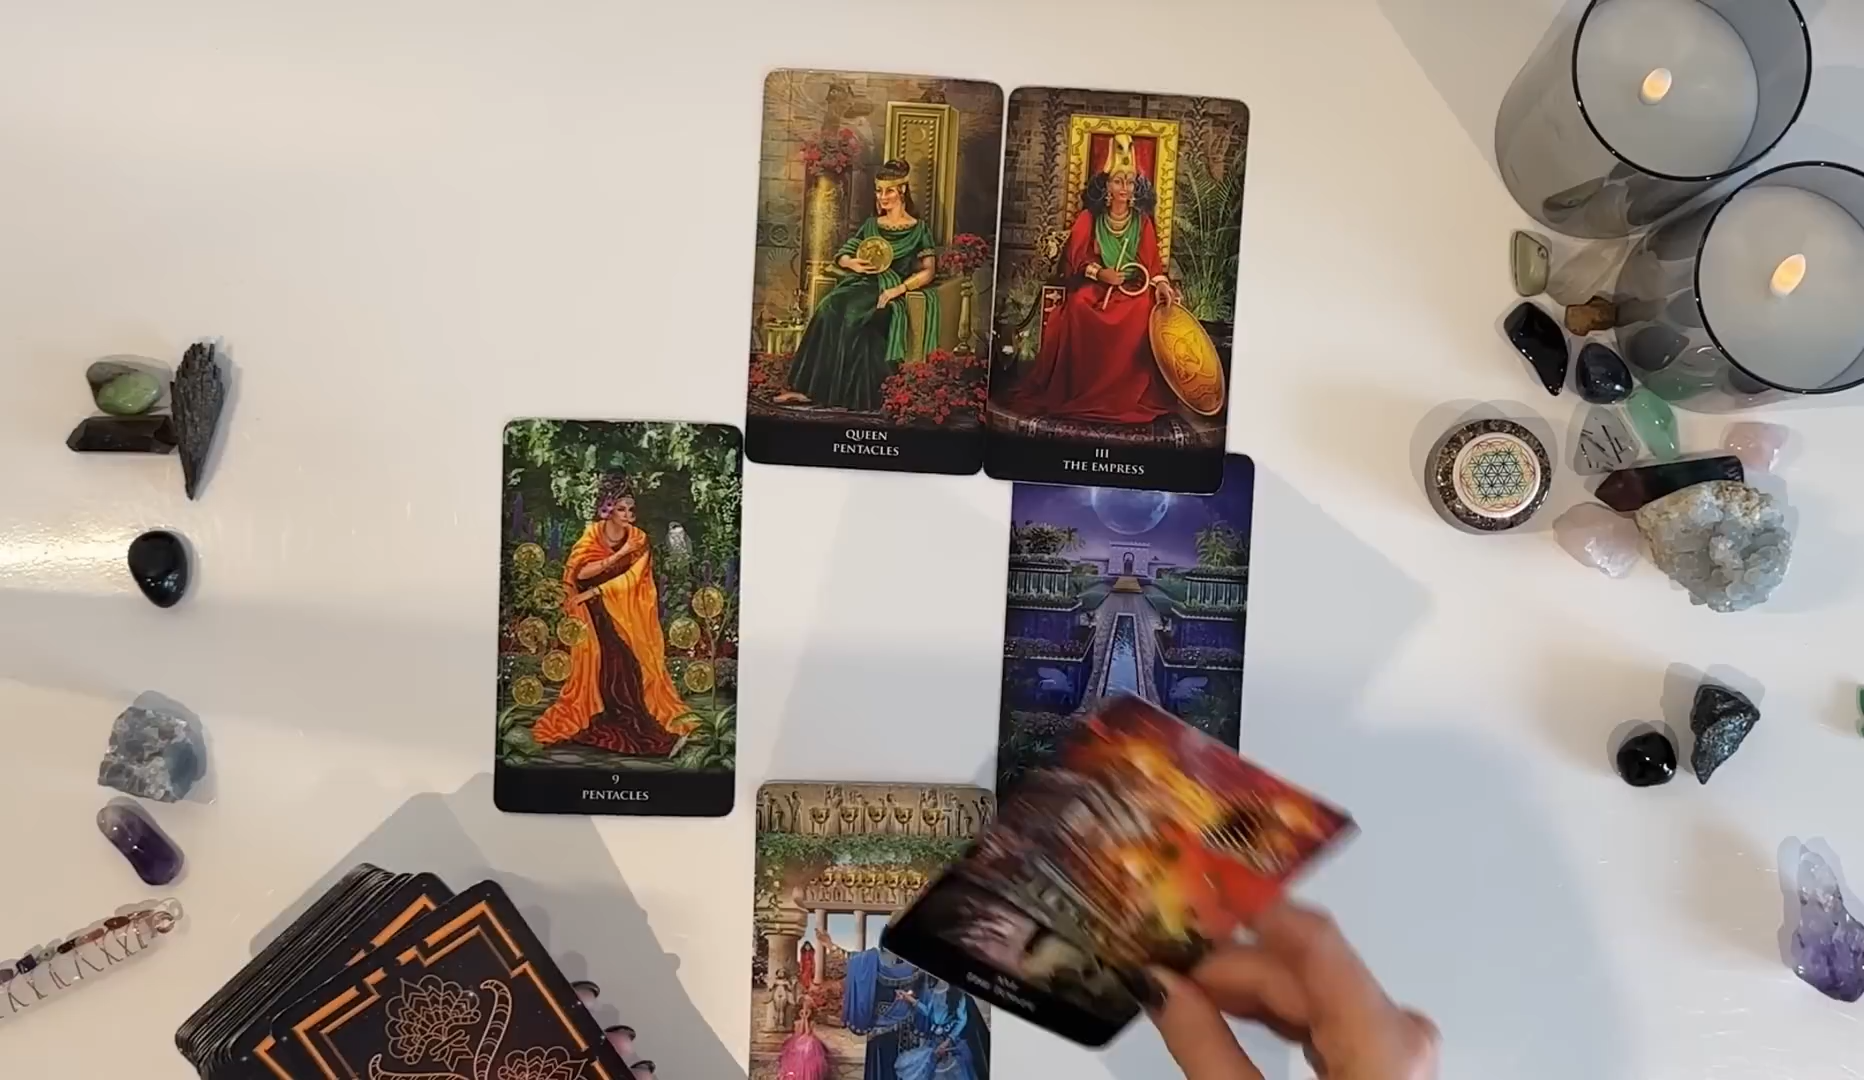 QUEEN
PENTACLES
III
THE EMPRESS
9
PENTACLES